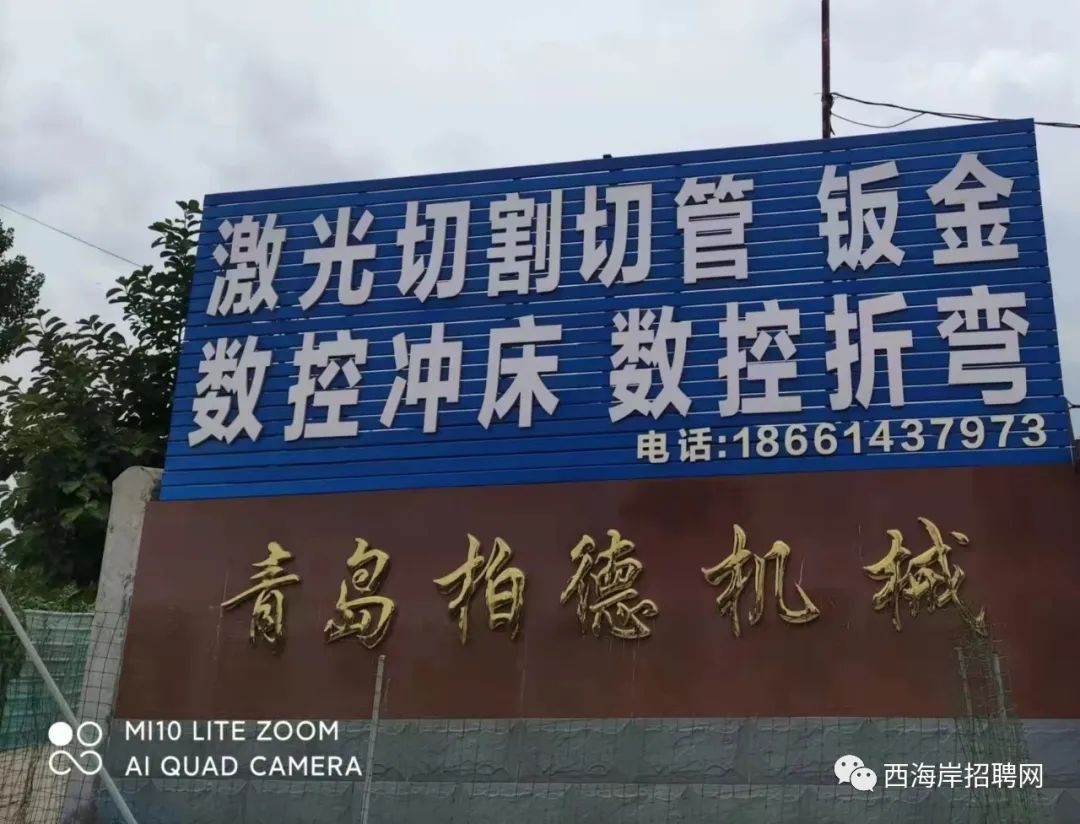 激光切割切管 钣金
数控冲床 数控折弯
电话:18661437973
青岛柏德机械
MI10 LITE ZOOM
AI QUAD CAMERA
西海岸招聘网